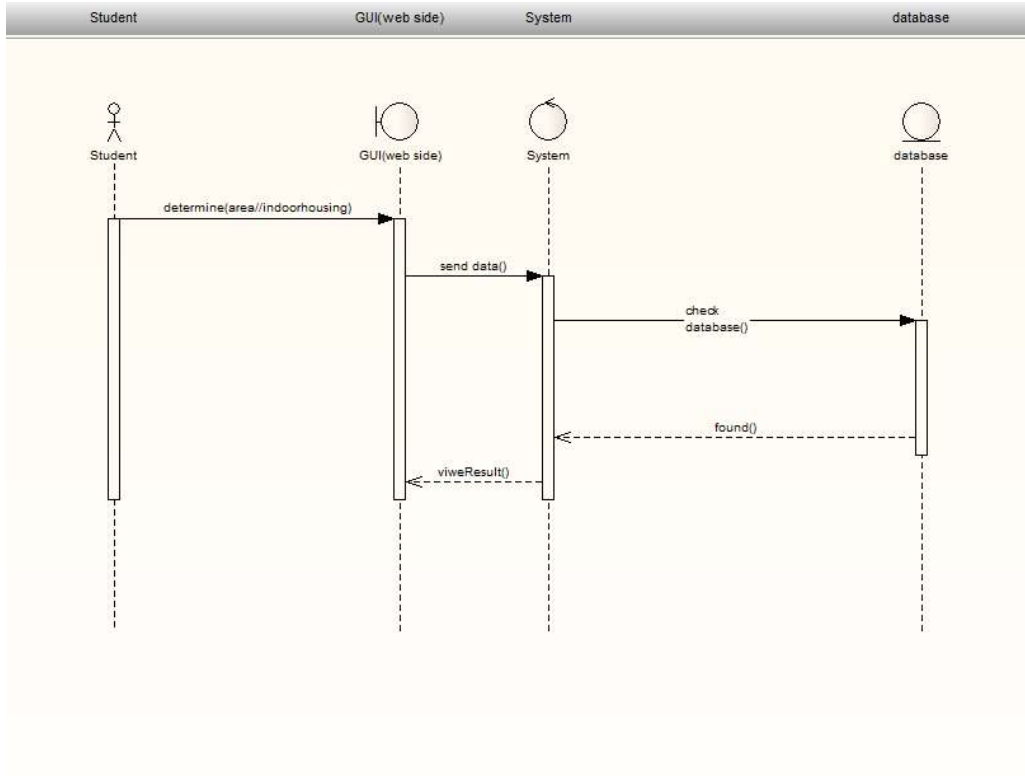 Student GUI(web side) System database
Student GUI(web side) System database
determine(area//indoorhousing)
send data()
check
database()
found()
viweResult()